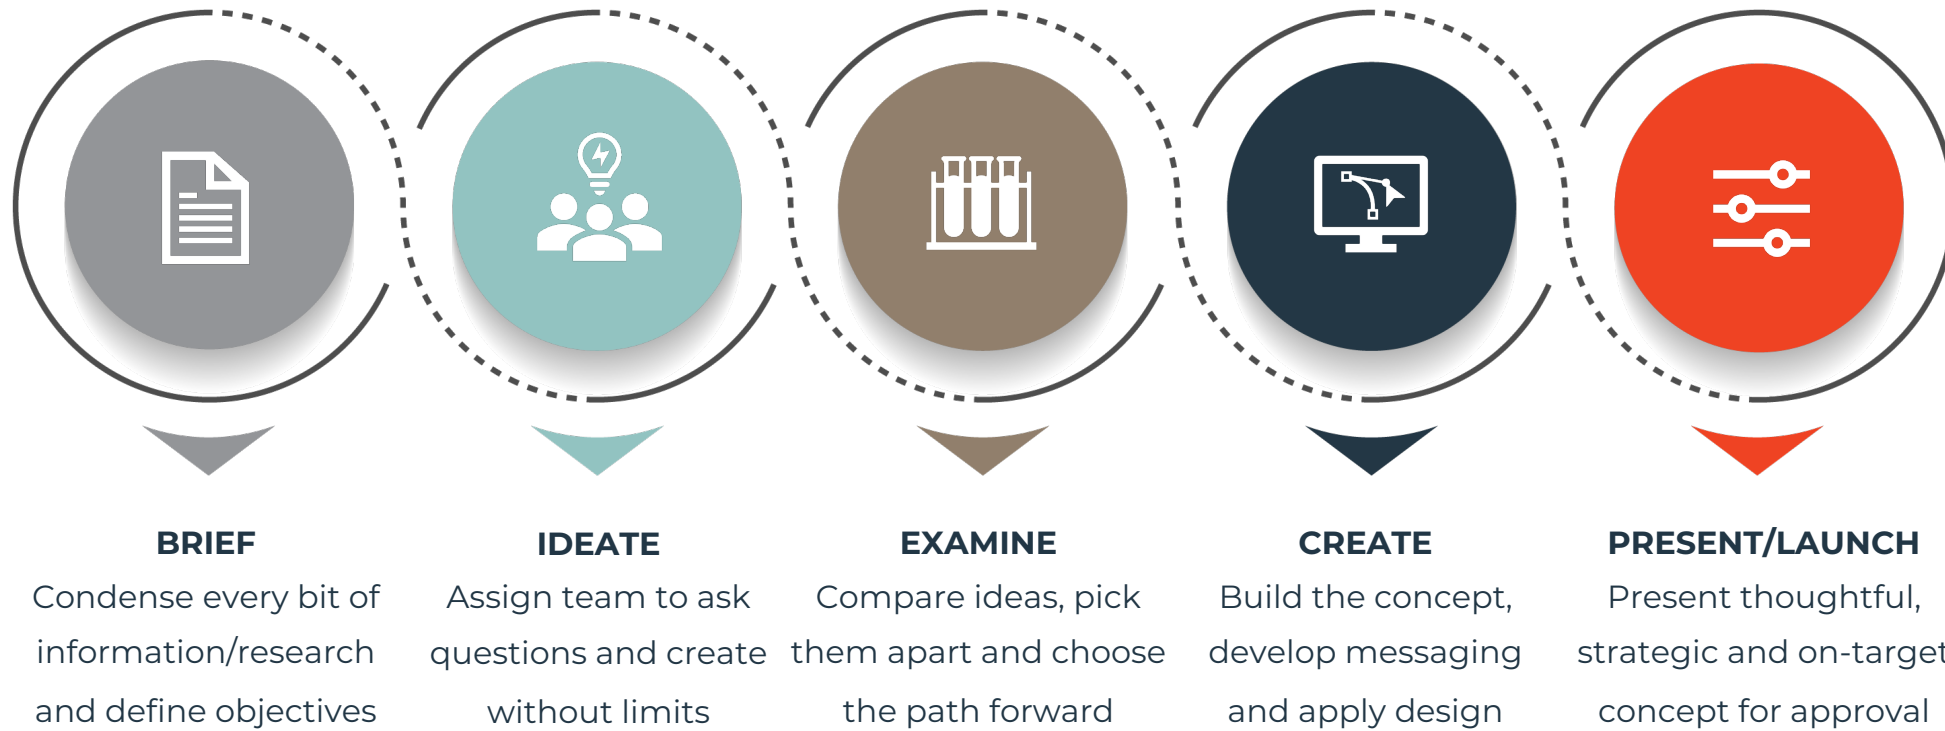 BRIEF
Condense every bit of
information/research
and define objectives
IDEATE
Assign team to ask
questions and create
without limits
EXAMINE
Compare ideas, pick
them apart and choose
the path forward
CREATE
Build the concept,
develop messaging
and apply design
PRESENT/LAUNCH
Present thoughtful,
strategic and on-target
concept for approval